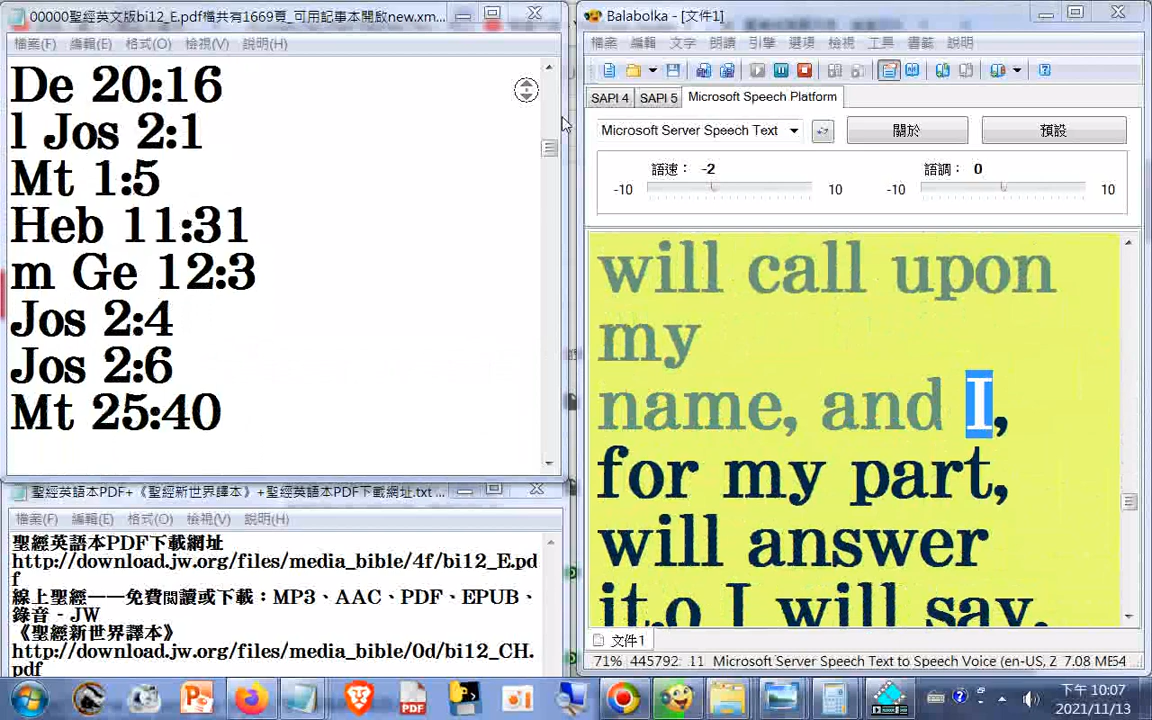 00000聖經英文版bi12_E.pdf檔共有1669頁_可用記事本開啟new.xm...
檔案(F) 編輯(E) 格式(O) 檢視(V) 說明(H)
De 20:16
l Jos 2:1
Mt 1:5
Heb 11:31
m Ge 12:3
Jos 2:4
Jos 2:6
Mt 25:40
聖經英語本PDF+《聖經新世界譯本》+聖經英語本PDF下載網址.txt ...
檔案(F) 編輯(E) 格式(O) 檢視(V) 說明(H)
聖經英語本PDF下載網址
http://download.jw.org/files/media_bible/4f/bi12_E.pd
f
線上聖經——免費閱讀或下載：MP3、AAC、PDF、EPUB、
錄音 - JW
《聖經新世界譯本》
http://download.jw.org/files/media_bible/0d/bi12_CH.
pdf
Balabolka - [文件1]
檔案 編輯 文字 朗讀 引擎 選項 檢視 工具 書籤 說明
SAPI 4 SAPI 5 Microsoft Speech Platform
Microsoft Server Speech Text 關於 預設
語速： -2 語調： 0
-10 10 -10 10
will call upon
my
name, and I,
for my part,
will answer
it.o I will say,
文件1
71% 445792: 11 Microsoft Server Speech Text to Speech Voice (en-US, Z 7.08 ME54
下午 10:07
2021/11/13